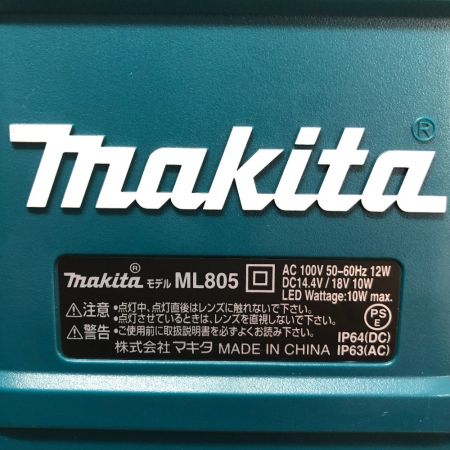 makita®
makita® モデル ML805 AC 100V 50-60Hz 12W
DC14.4V / 18V 10W
LED Wattage: 10W max.
⚠注意 •点灯中、点灯直後はレンズに触れないで下さい。
•点灯させているときは、レンズを直視しないで下さい。
⚠警告 •ご使用前に取扱説明書を必ずよくお読み下さい。
PSE
IP64(DC)
株式会社 マキタ MADE IN CHINA IP63(AC)